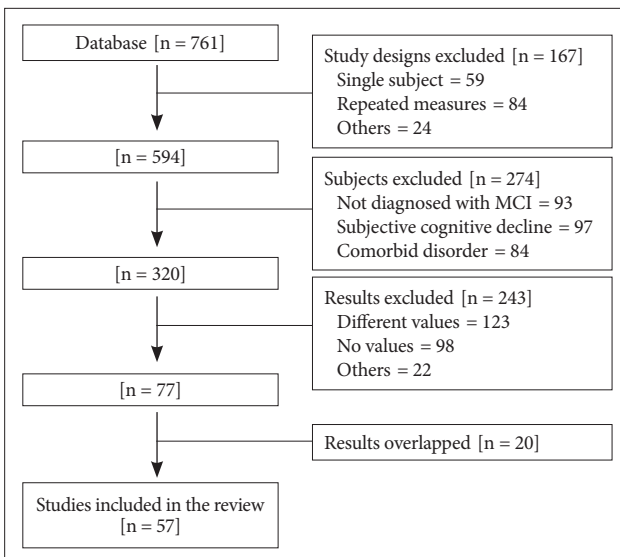 Database [n = 761]
Study designs excluded [n = 167]
Single subject = 59
Repeated measures = 84
Others = 24
[n = 594]
Subjects excluded [n = 274]
Not diagnosed with MCI = 93
Subjective cognitive decline = 97
Comorbid disorder = 84
[n = 320]
Results excluded [n = 243]
Different values = 123
No values = 98
Others = 22
[n = 77]
Results overlapped [n = 20]
Studies included in the review
[n = 57]